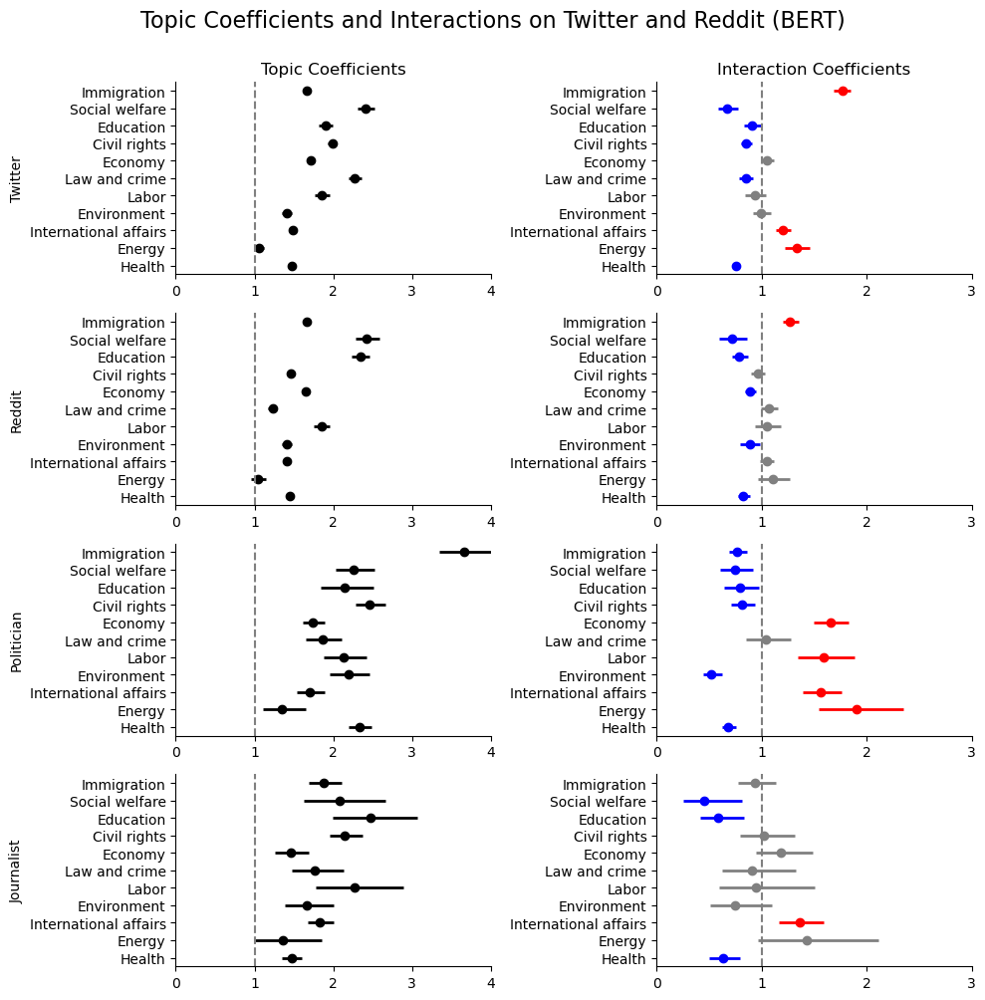 Topic Coefficients and Interactions on Twitter and Reddit (BERT)
Topic Coefficients
Interaction Coefficients
Twitter
Immigration
Social welfare
Education
Civil rights
Economy
Law and crime
Labor
Environment
International affairs
Energy
Health
0 1 2 3 4
Immigration
Social welfare
Education
Civil rights
Economy
Law and crime
Labor
Environment
International affairs
Energy
Health
0 1 2 3
Reddit
Immigration
Social welfare
Education
Civil rights
Economy
Law and crime
Labor
Environment
International affairs
Energy
Health
0 1 2 3 4
Immigration
Social welfare
Education
Civil rights
Economy
Law and crime
Labor
Environment
International affairs
Energy
Health
0 1 2 3
Politician
Immigration
Social welfare
Education
Civil rights
Economy
Law and crime
Labor
Environment
International affairs
Energy
Health
0 1 2 3 4
Immigration
Social welfare
Education
Civil rights
Economy
Law and crime
Labor
Environment
International affairs
Energy
Health
0 1 2 3
Journalist
Immigration
Social welfare
Education
Civil rights
Economy
Law and crime
Labor
Environment
International affairs
Energy
Health
0 1 2 3 4
Immigration
Social welfare
Education
Civil rights
Economy
Law and crime
Labor
Environment
International affairs
Energy
Health
0 1 2 3